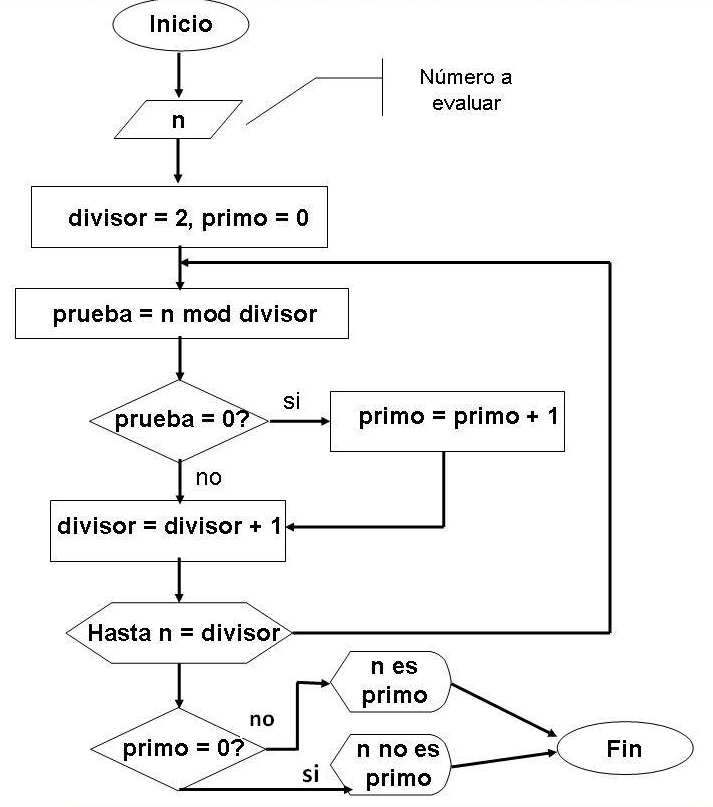 Inicio
Número a
evaluar
n
divisor = 2, primo = 0
prueba = n mod divisor
prueba = 0?
si
primo = primo + 1
no
divisor = divisor + 1
Hasta n = divisor
n es
primo
no
primo = 0?
n no es
primo
si
Fin